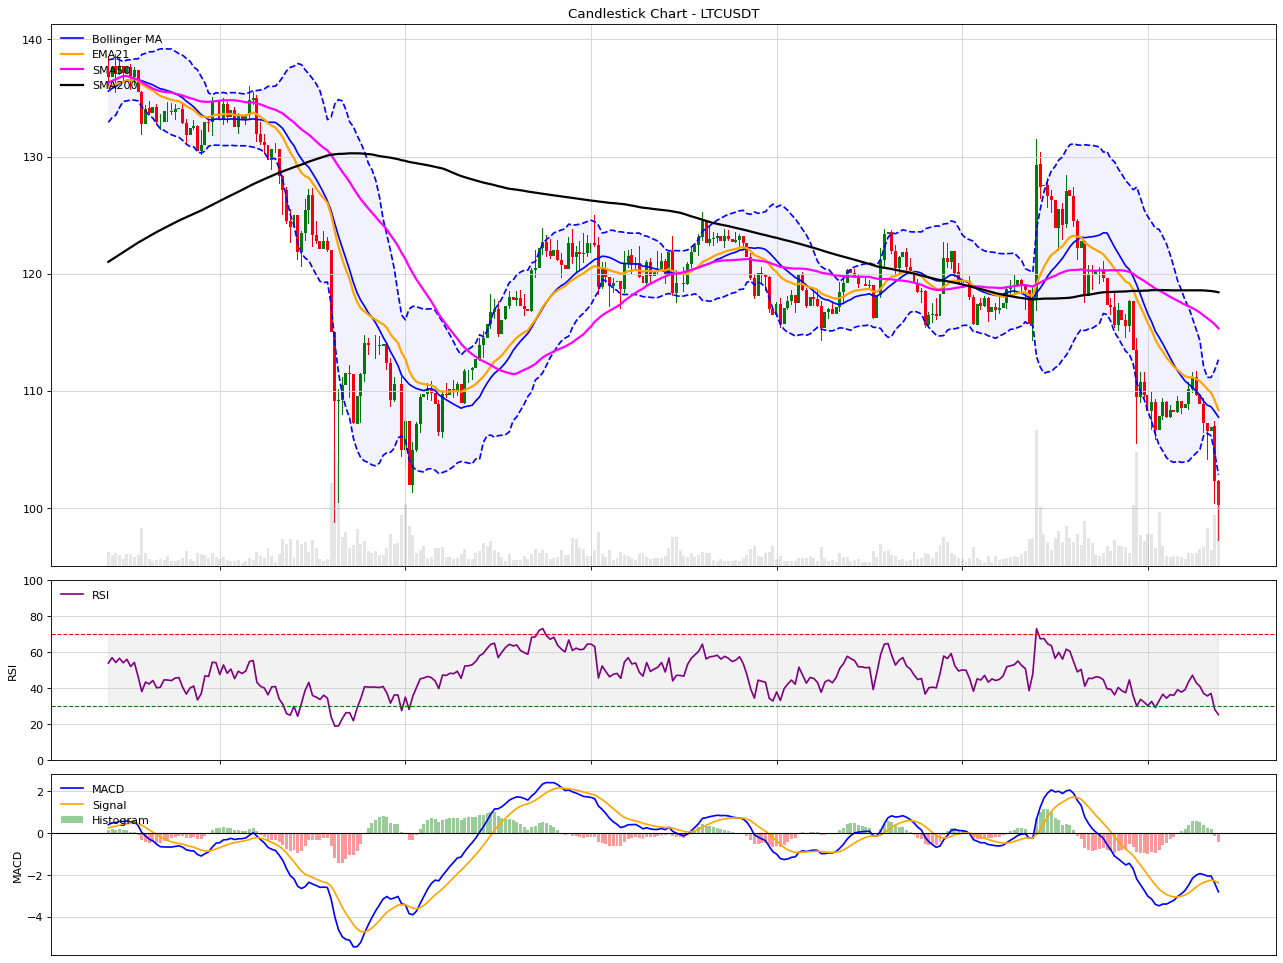 Candlestick Chart - LTCUSDT
140
130
120
110
100
Bollinger MA
EMA21
SMA200
100
80
60
40
20
0
RSI
RSI
2
0
−2
−4
MACD
MACD
Signal
Histogram